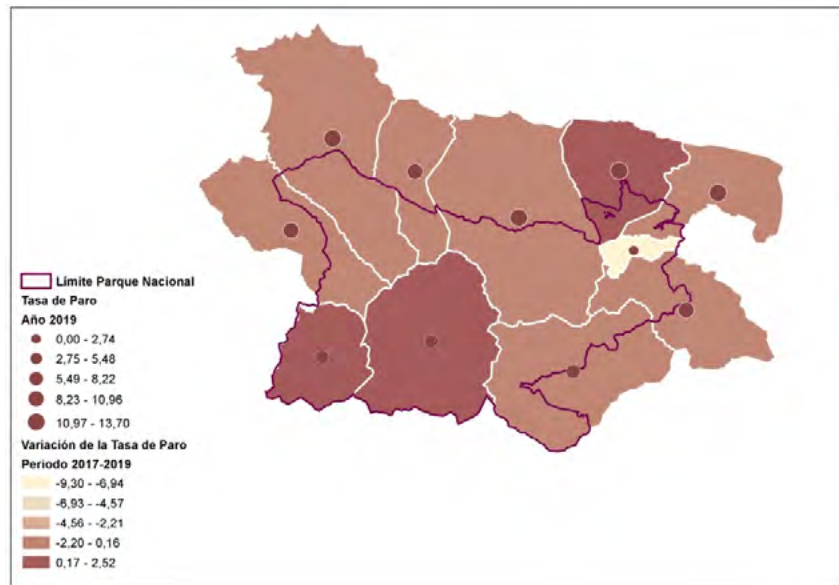 Límite Parque Nacional
Tasa de Paro
Año 2019
0,00 - 2,74
2,75 - 5,48
5,49 - 8,22
8,23 - 10,96
10,97 - 13,70
Variación de la Tasa de Paro
Periodo 2017-2019
-9,30 - -6,94
-6,93 - -4,57
-4,56 - -2,21
-2,20 - 0,16
0,17 - 2,52